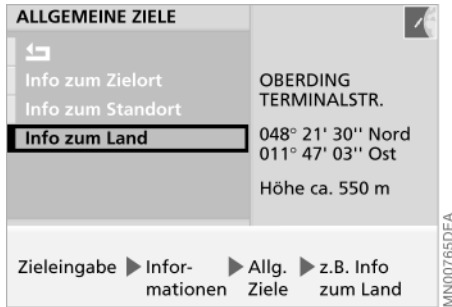 ALLGEMEINE ZIELE
Info zum Zielort
Info zum Standort
Info zum Land
OBERDING
TERMINALSTR.
048° 21' 30'' Nord
011° 47' 03'' Ost
Höhe ca. 550 m
Zieleingabe ▶ Infor- ▶ Allg. ▶ z.B. Info
mationen Ziele zum Land
MN00765DEA